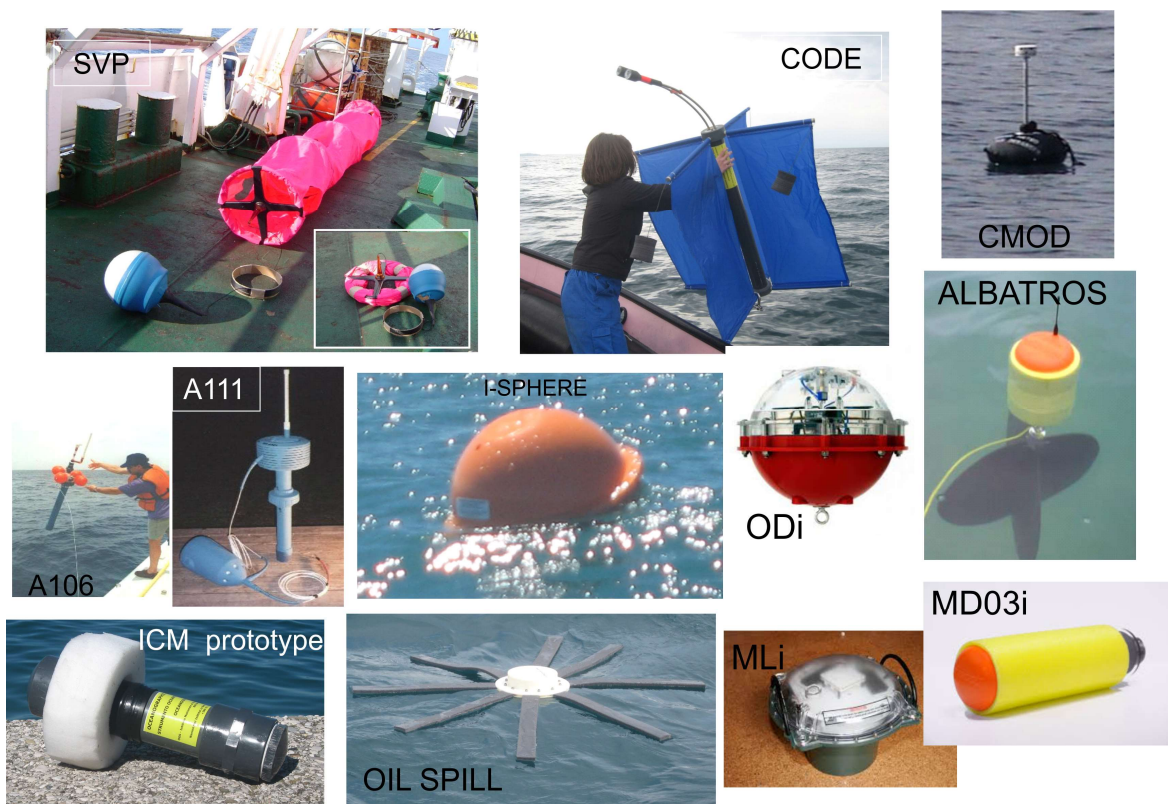 SVP
CODE
CMOD
ALBATROS
A111
I-SPHERE
A106
ODi
ICM prototype
OIL SPILL
MLi
MD03i